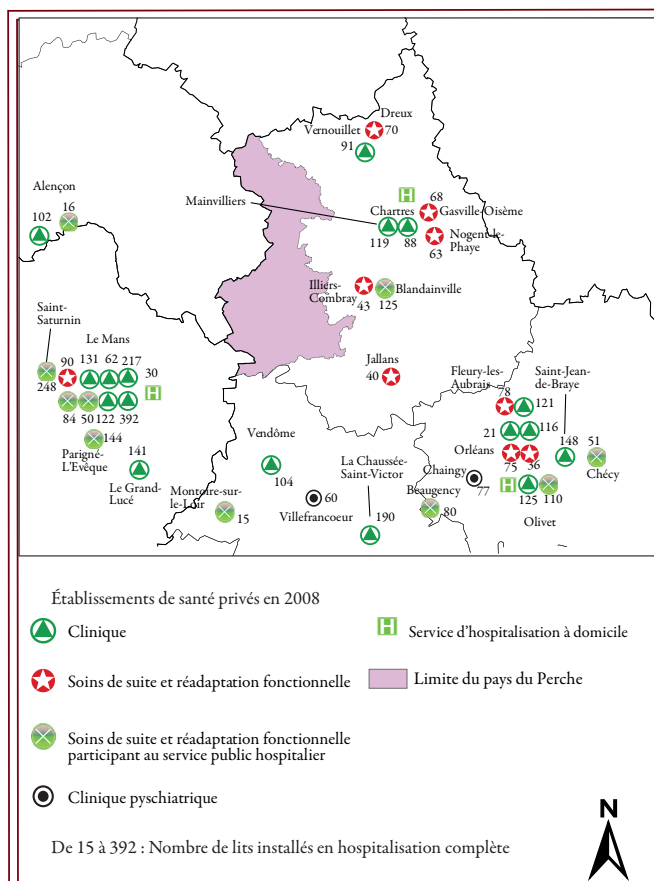 Dreux
Vernouillet
70
91
Alençon
16
102
Mainvilliers
68
Chartres
Gasville-Oisème
119
88
Nogent-le-
Phaye
63
Illiers-
Combray
43
Blandainville
125
Saint-
Saturnin
Le Mans
90
131
62
217
30
248
84
50
122
392
144
Parigné-
L'Evêque
141
Le Grand-
Lucé
Jallans
40
Fleury-les-
Aubrais
78
121
Saint-Jean-
de-Braye
21
116
148
51
Orléans
75
36
Chécy
Vendôme
104
La Chaussée-
Saint-Victor
Chaingy
77
125
110
Olivet
Montoire-sur-
le-Loir
15
60
Villefrancoeur
190
Beaugency
80
Établissements de santé privés en 2008
Clinique
H Service d'hospitalisation à domicile
Soins de suite et réadaptation fonctionnelle
Limite du pays du Perche
Soins de suite et réadaptation fonctionnelle
participant au service public hospitalier
Clinique pyschiatrique
De 15 à 392 : Nombre de lits installés en hospitalisation complète
N